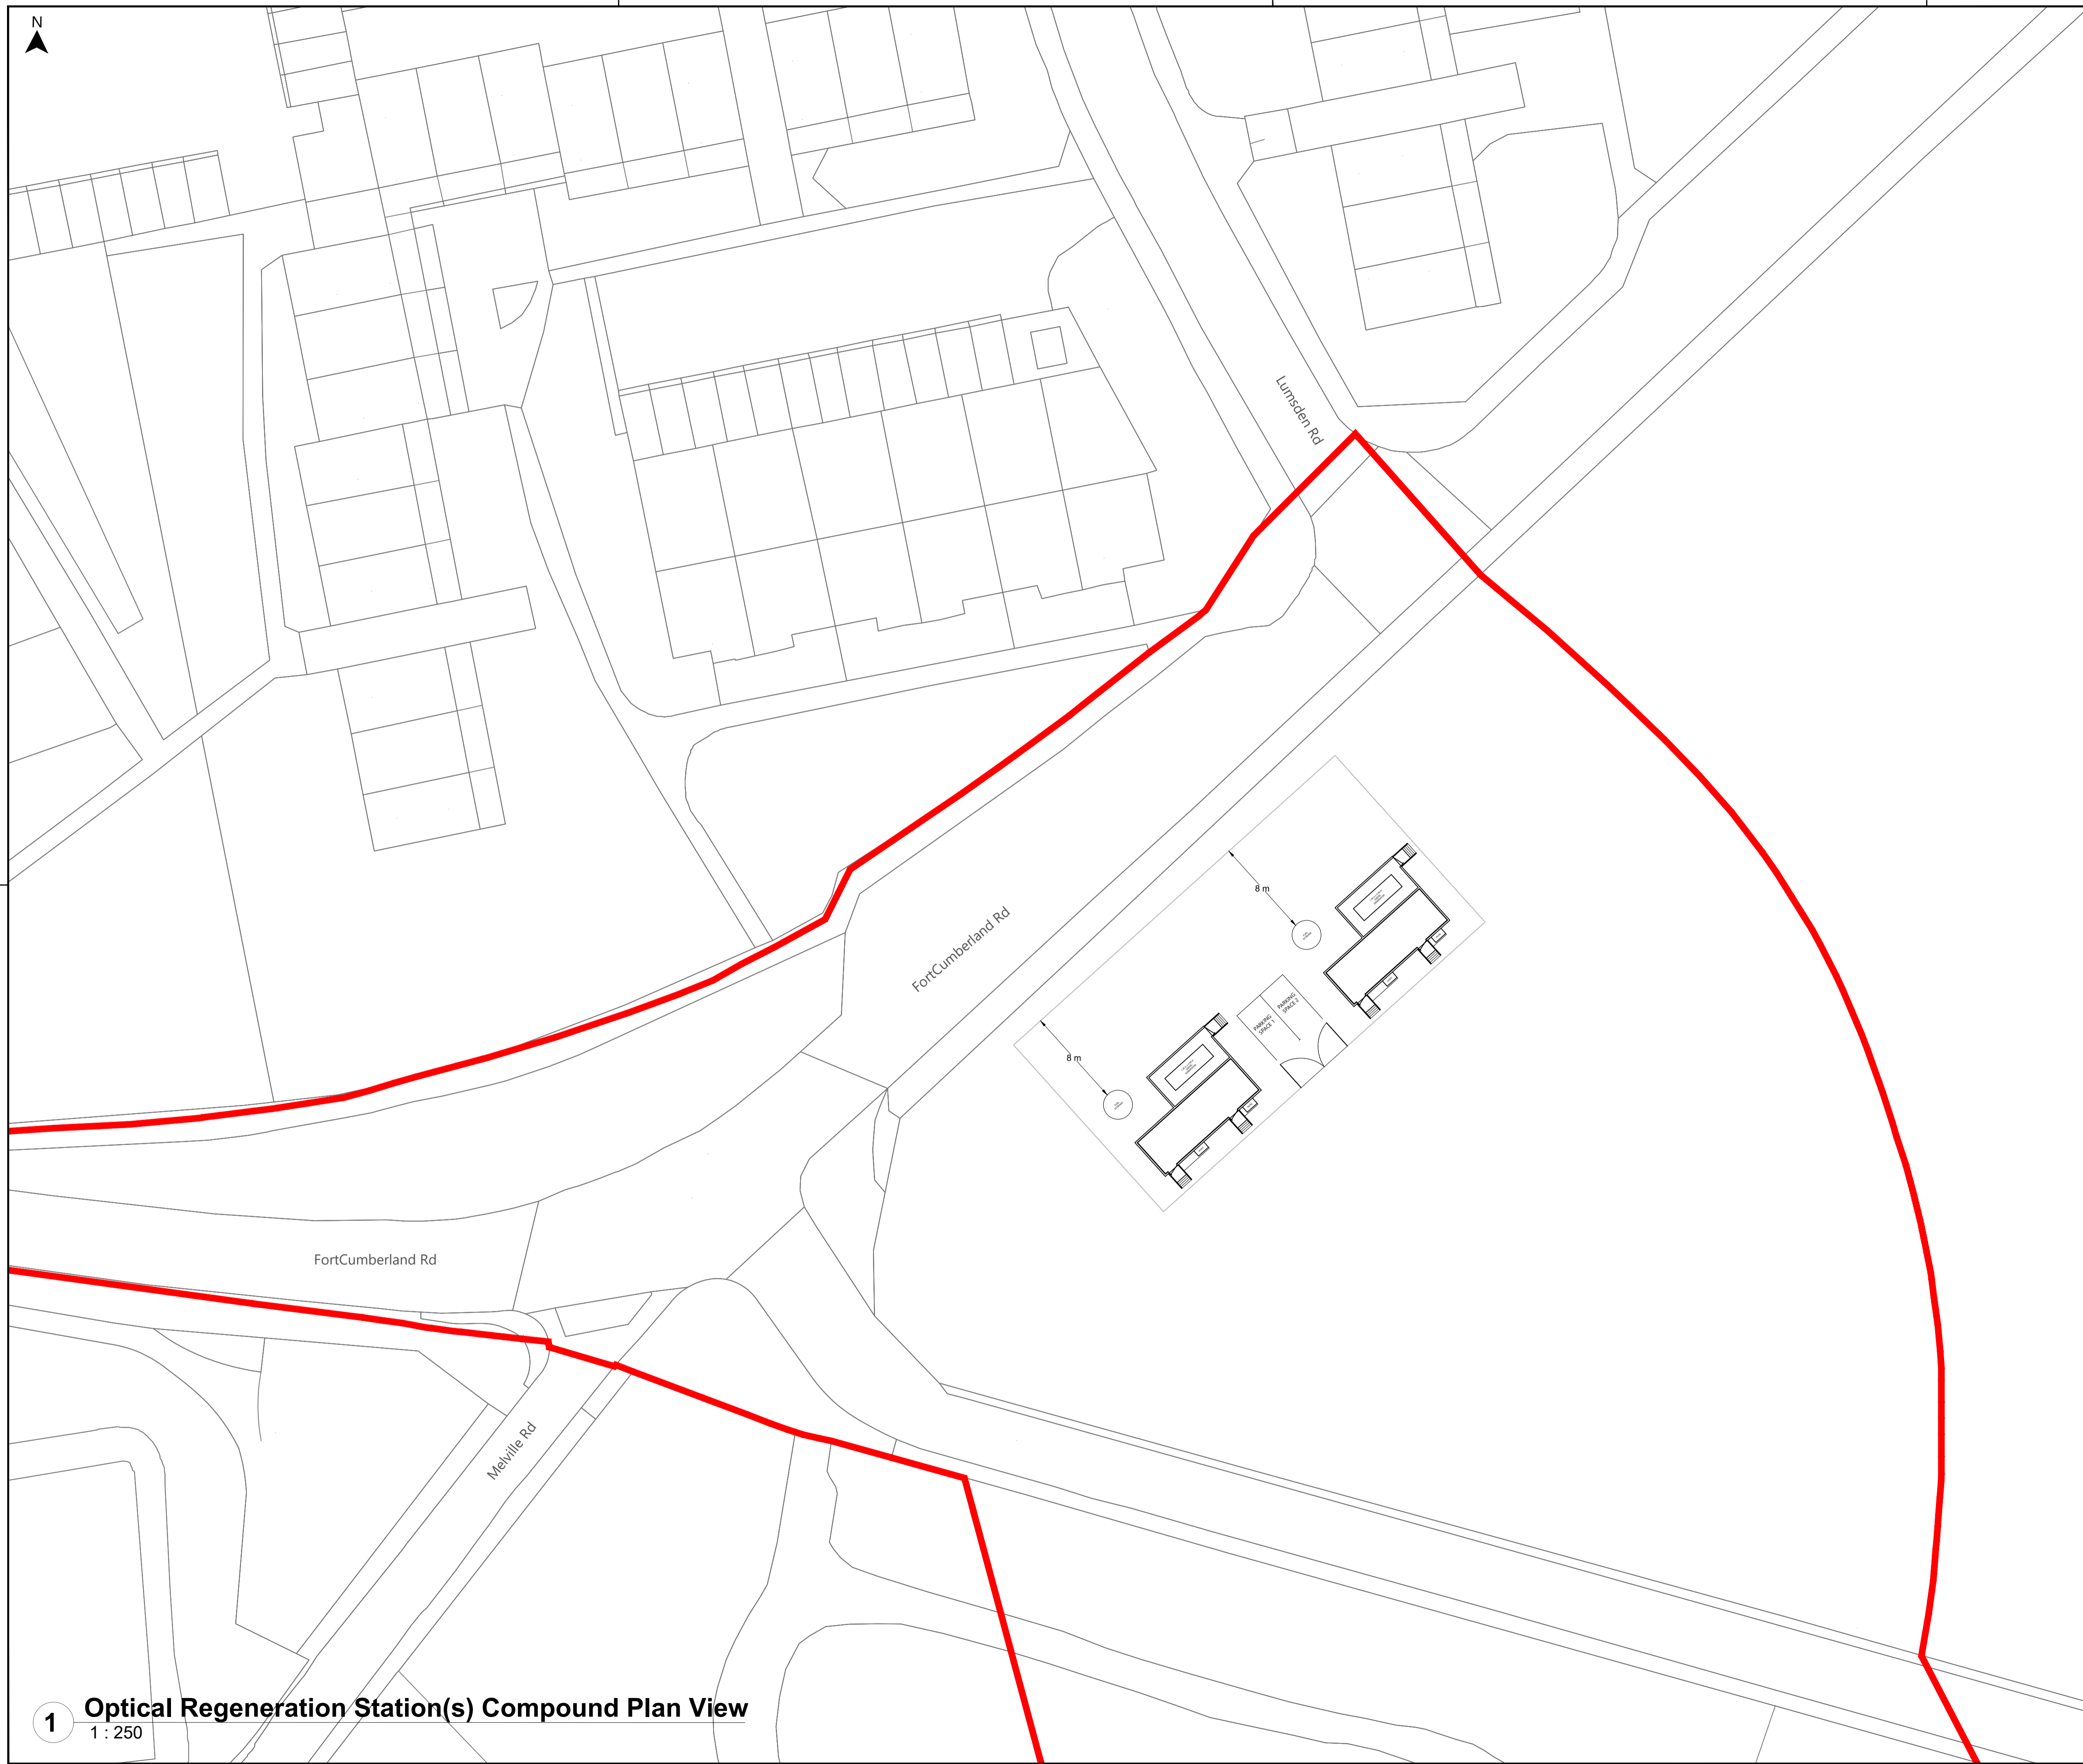 N
Lumsden Rd
8 m
FortCumberland Rd
PARKING
SPACE 2
PARKING
SPACE 1
8 m
FortCumberland Rd
Melville Rd
1
Optical Regeneration Station(s) Compound Plan View
1 : 250